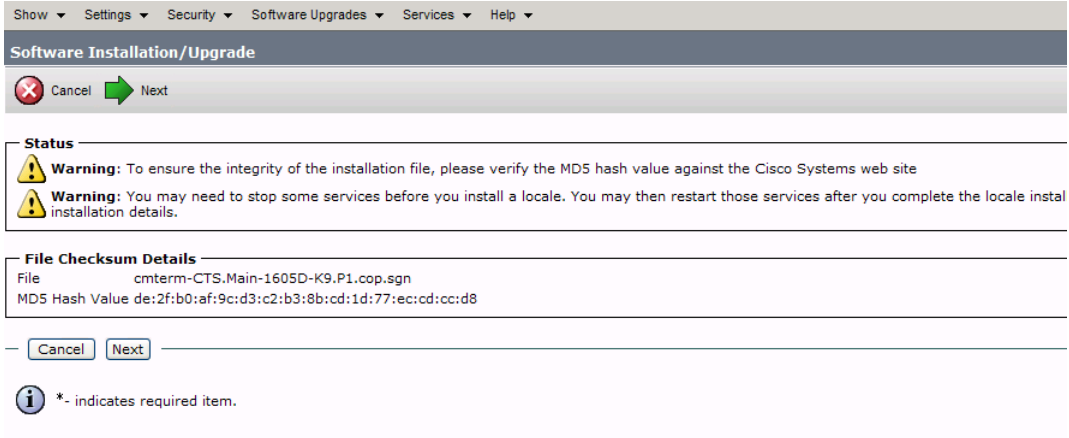 Show Settings Security Software Upgrades Services Help
Software Installation/Upgrade
Cancel Next
Status
Warning: To ensure the integrity of the installation file, please verify the MD5 hash value against the Cisco Systems web site
Warning: You may need to stop some services before you install a locale. You may then restart those services after you complete the locale instal
installation details.
File Checksum Details
File cmterm-CTS.Main-1605D-K9.P1.cop.sgn
MD5 Hash Value de:2f:b0:af:9c:d3:c2:b3:8b:cd:1d:77:ec:cd:cc:d8
Cancel Next
*- indicates required item.